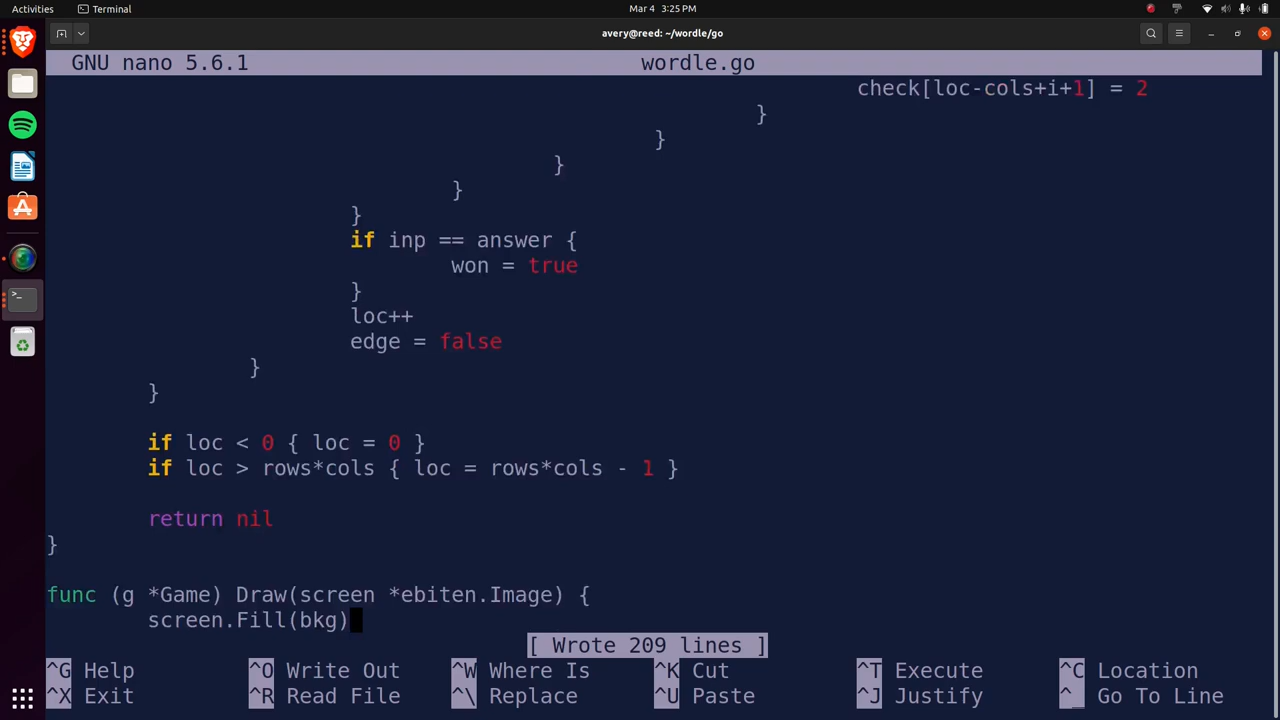 Activities Terminal Mar 4 3:25 PM
avery@reed: ~/wordle/go
GNU nano 5.6.1 wordle.go
check[loc-cols+i+1] = 2
}
}
}
}
}
if inp == answer {
won = true
}
loc++
edge = false
}
}
if loc < 0 { loc = 0 }
if loc > rows*cols { loc = rows*cols - 1 }
return nil
}
func (g *Game) Draw(screen *ebiten.Image) {
screen.Fill(bkg)
[ Wrote 209 lines ]
^G Help ^O Write Out ^W Where Is ^K Cut ^T Execute ^C Location
^X Exit ^R Read File ^\ Replace ^U Paste ^J Justify ^_ Go To Line